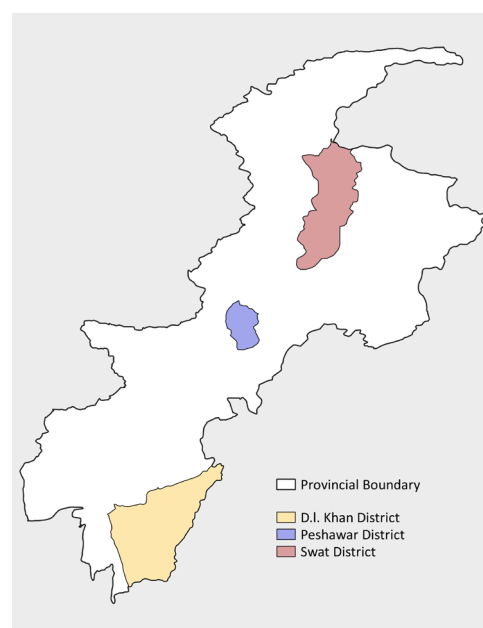 Provincial Boundary
D.I. Khan District
Peshawar District
Swat District